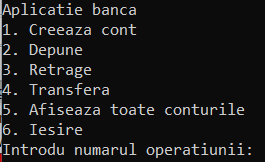 Aplicatie banca
1. Creeaza cont
2. Depune
3. Retrage
4. Transfera
5. Afiseaza toate conturile
6. Iesire
Introdu numarul operatiunii: